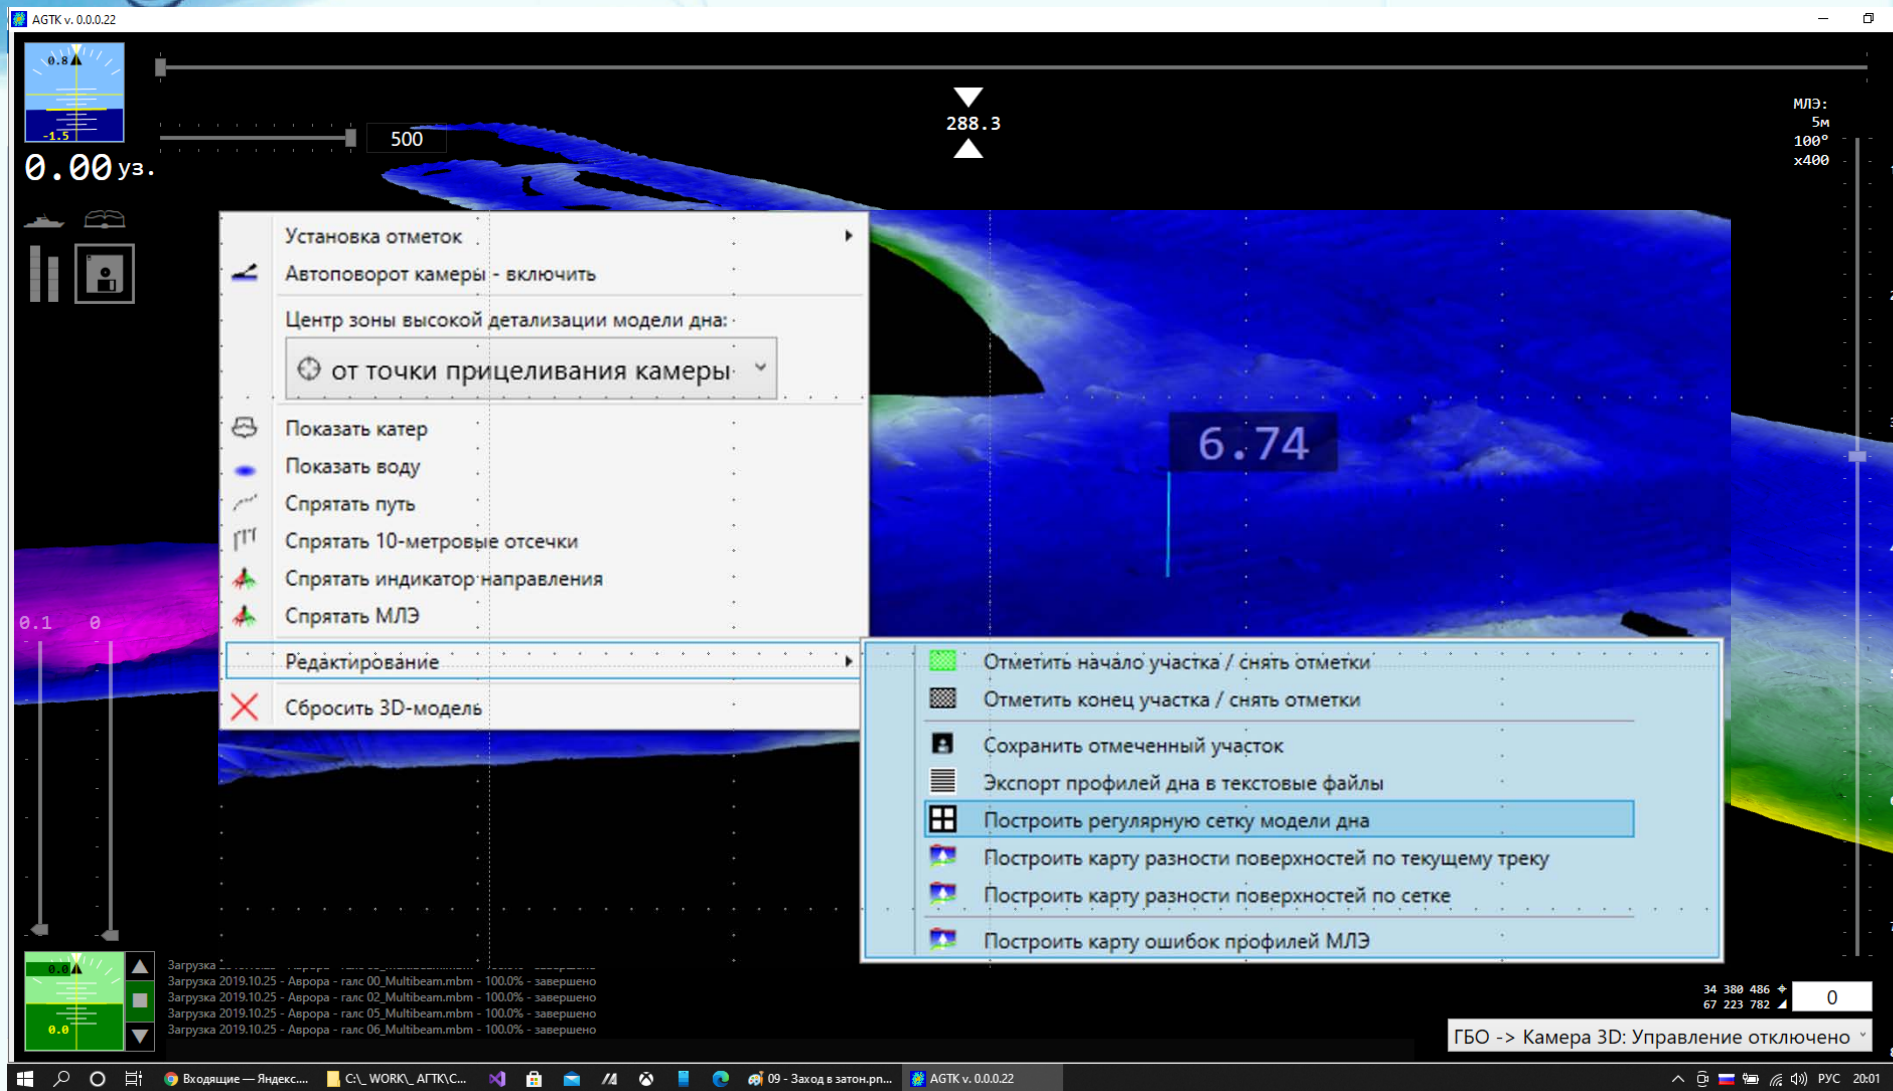 AGTK v. 0.0.0.22
0.8
-1.5
500
288.3
МЛЭ:
5м
100°
x400
0.00 уз.
Установка отметок
Автоповорот камеры - включить
Центр зоны высокой детализации модели дна:
от точки прицеливания камеры
Показать катер
Показать воду
Спрятать путь
Спрятать 10-метровые отсечки
Спрятать индикатор направления
Спрятать МЛЭ
Редактирование
Сбросить 3D-модель
6.74
0.1 0
Отметить начало участка / снять отметки
Отметить конец участка / снять отметки
Сохранить отмеченный участок
Экспорт профилей дна в текстовые файлы
Построить регулярную сетку модели дна
Построить карту разности поверхностей по текущему треку
Построить карту разности поверхностей по сетке
Построить карту ошибок профилей МЛЭ
0.0
0.0
Загрузка
Загрузка 2019.10.25 - Аврора - галс 00_Multibeam.mbm - 100.0% - завершено
Загрузка 2019.10.25 - Аврора - галс 02_Multibeam.mbm - 100.0% - завершено
Загрузка 2019.10.25 - Аврора - галс 05_Multibeam.mbm - 100.0% - завершено
Загрузка 2019.10.25 - Аврора - галс 06_Multibeam.mbm - 100.0% - завершено
34 380 486
67 223 782
0
ГБО -> Камера 3D: Управление отключено
Входящие — Яндекс....
C:\_WORK\_АГТК\С...
09 - Заход в затон.pn...
AGTK v. 0.0.0.22
РУС
20:01